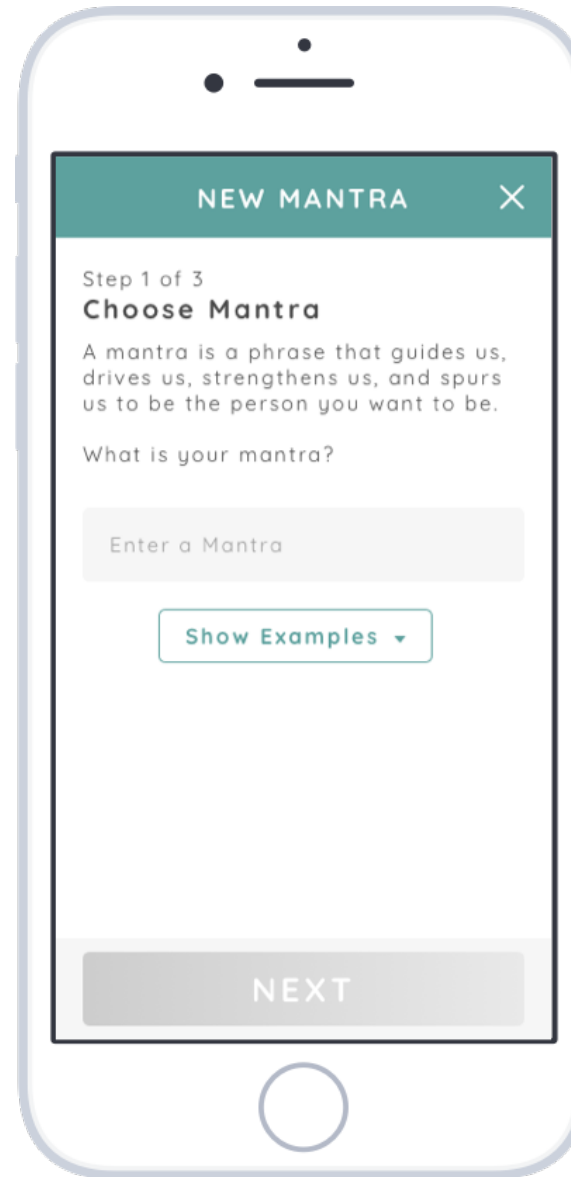 NEW MANTRA
Step 1 of 3
Choose Mantra
A mantra is a phrase that guides us,
drives us, strengthens us, and spurs
us to be the person you want to be.
What is your mantra?
Enter a Mantra
Show Examples
NEXT